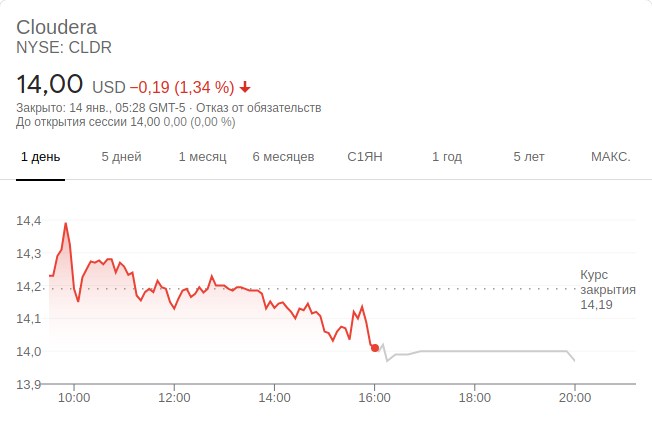 Cloudera
NYSE: CLDR
14,00 USD −0,19 (1,34 %)
Закрыто: 14 янв., 05:28 GMT-5 · Отказ от обязательств
До открытия сессии 14,00 0,00 (0,00 %)
1 день 5 дней 1 месяц 6 месяцев С1ЯН 1 год 5 лет МАКС.
14,4
14,3
14,2
14,1
14,0
13,9
Курс
закрытия
14,19
10:00 12:00 14:00 16:00 18:00 20:00